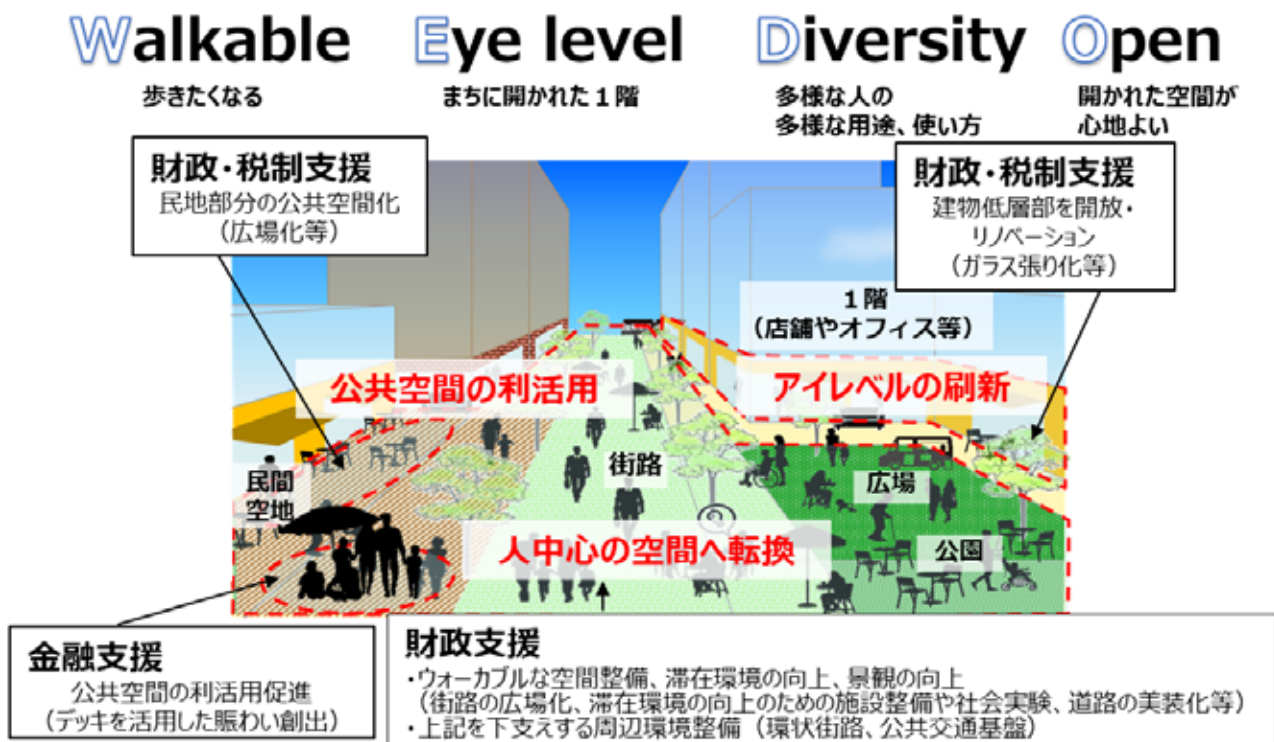 Walkable Eye level Diversity Open
歩きたくなる
まちに開かれた１階
多様な人の
多様な用途、使い方
開かれた空間が
心地よい
財政・税制支援
民地部分の公共空間化
（広場化等）
財政・税制支援
建物低層部を開放・
リノベーション
（ガラス張り化等）
１階
（店舗やオフィス等）
公共空間の利活用
アイレベルの刷新
民間
空地
街路
広場
人中心の空間へ転換
公園
金融支援
公共空間の利活用促進
（デッキを活用した賑わい創出）
財政支援
・ウォーカブルな空間整備、滞在環境の向上、景観の向上
（街路の広場化、滞在環境の向上のための施設整備や社会実験、道路の美装化等）
・上記を下支えする周辺環境整備（環状街路、公共交通基盤）